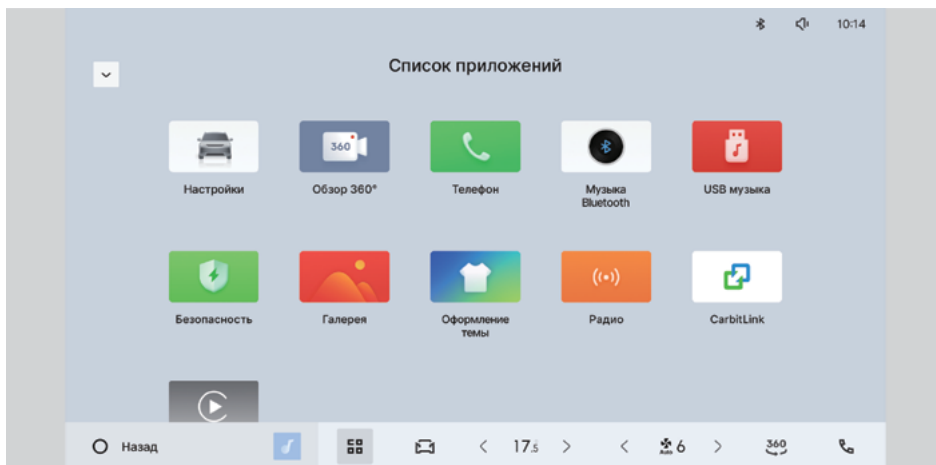 10:14
Список приложений
360
Настройки
Обзор 360°
Телефон
Музыка
Bluetooth
USB музыка
Безопасность
Галерея
Оформление
темы
Радио
CarbitLink
Назад
17.5
Auto
6
360